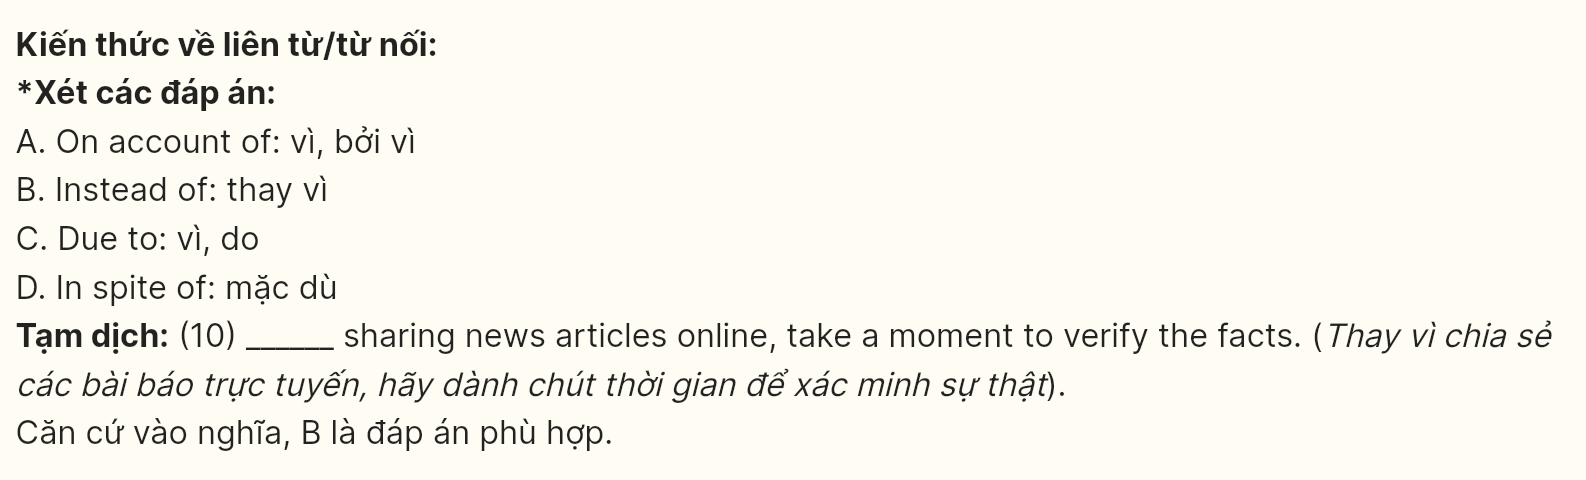 Kiến thức về liên từ/từ nối:
*Xét các đáp án:
A. On account of: vì, bởi vì
B. Instead of: thay vì
C. Due to: vì, do
D. In spite of: mặc dù
Tạm dịch: (10) ______ sharing news articles online, take a moment to verify the facts. (Thay vì chia sẻ
các bài báo trực tuyến, hãy dành chút thời gian để xác minh sự thật).
Căn cứ vào nghĩa, B là đáp án phù hợp.